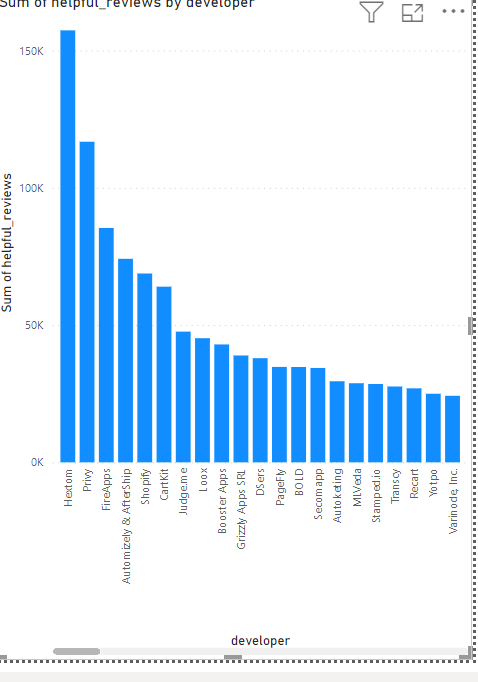 Sum of helpful_reviews by developer
150K
100K
50K
0K
Sum of helpful_reviews
Hextom
Privy
FireApps
Automizely & AfterShip
Shopify
CartKit
Judge.me
Loox
Booster Apps
Grizzly Apps SRL
DSers
PageFly
BOLD
Secomapp
Autoketing
MLVeda
Stamped.io
Transcy
Recart
Yotpo
Varinode, Inc.
developer